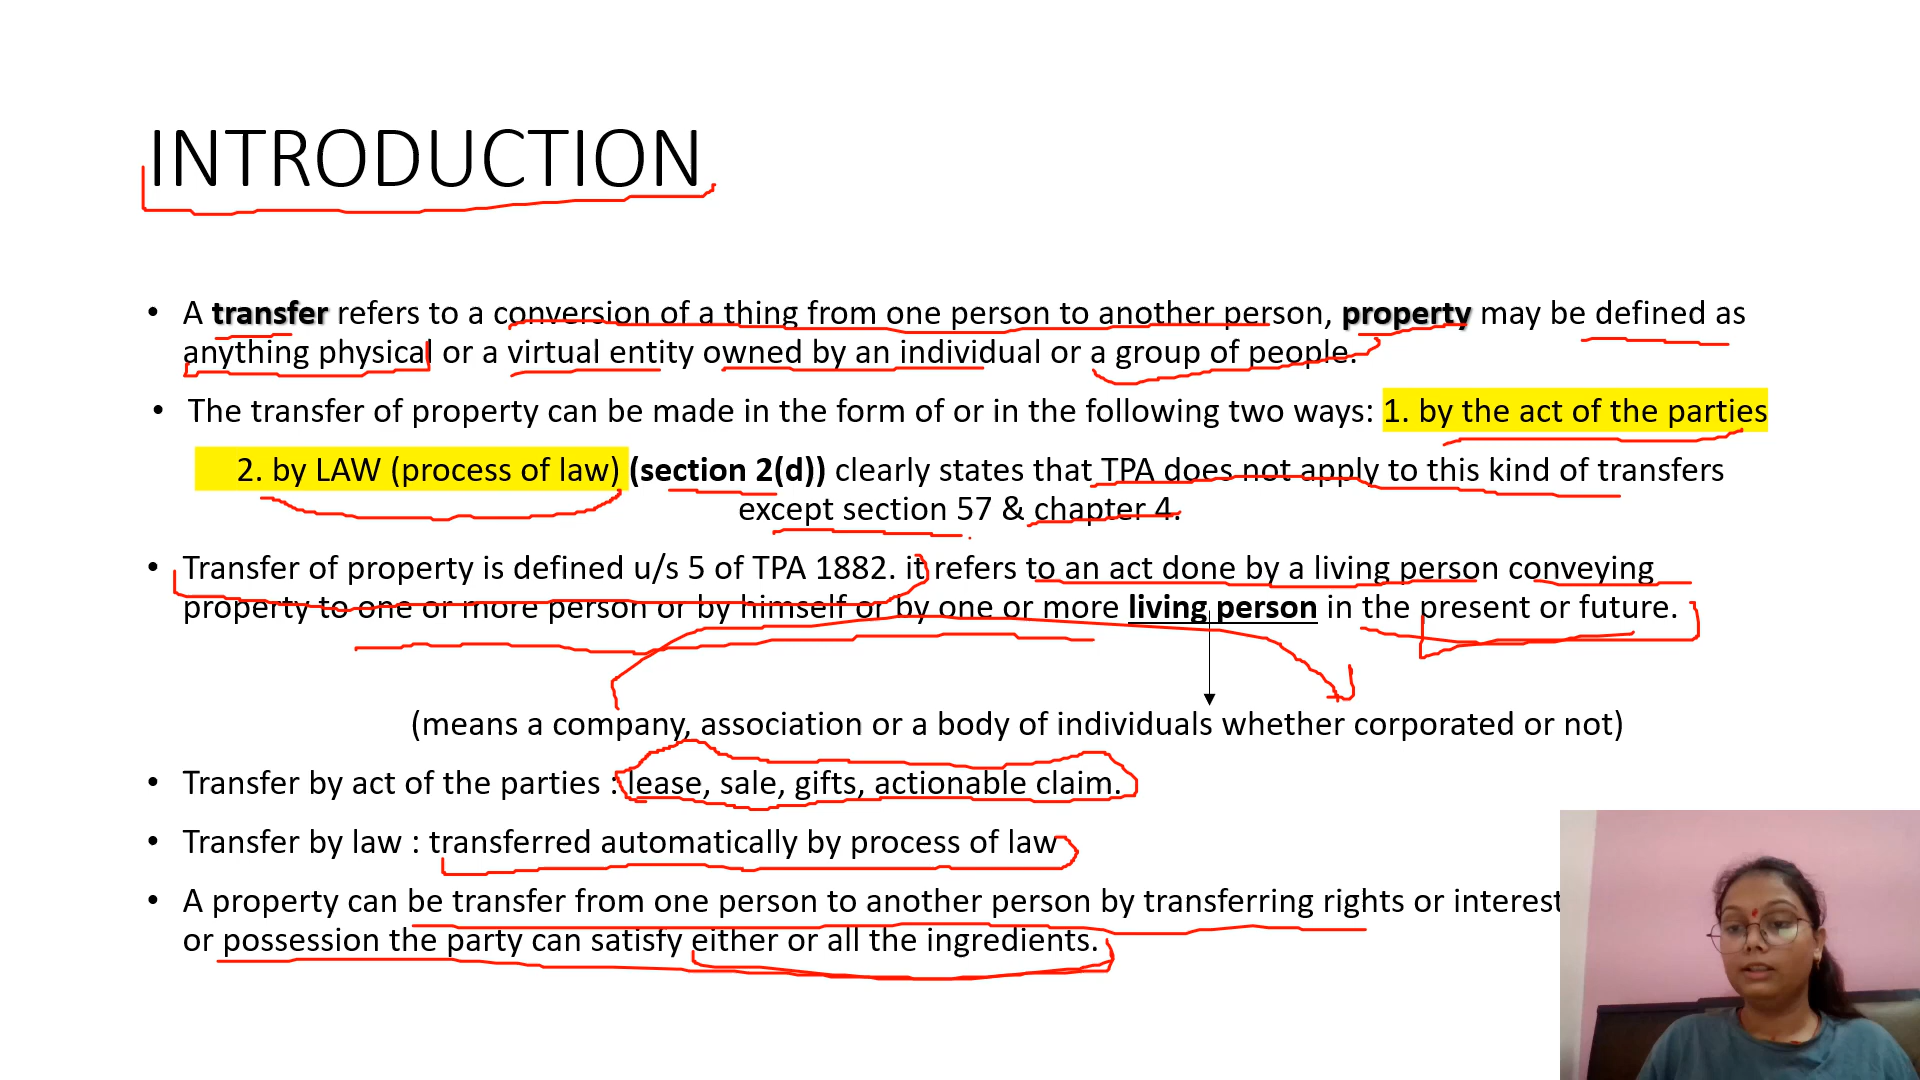 INTRODUCTION
• A transfer refers to a conversion of a thing from one person to another person, property may be defined as
anything physical or a virtual entity owned by an individual or a group of people.
• The transfer of property can be made in the form of or in the following two ways: 1. by the act of the parties
2. by LAW (process of law) (section 2(d)) clearly states that TPA does not apply to this kind of transfers
except section 57 & chapter 4.
• Transfer of property is defined u/s 5 of TPA 1882. it refers to an act done by a living person conveying
property to one or more person or by himself or by one or more living person in the present or future.
(means a company, association or a body of individuals whether corporated or not)
• Transfer by act of the parties : lease, sale, gifts, actionable claim.
• Transfer by law : transferred automatically by process of law
• A property can be transfer from one person to another person by transferring rights or interest
or possession the party can satisfy either or all the ingredients.